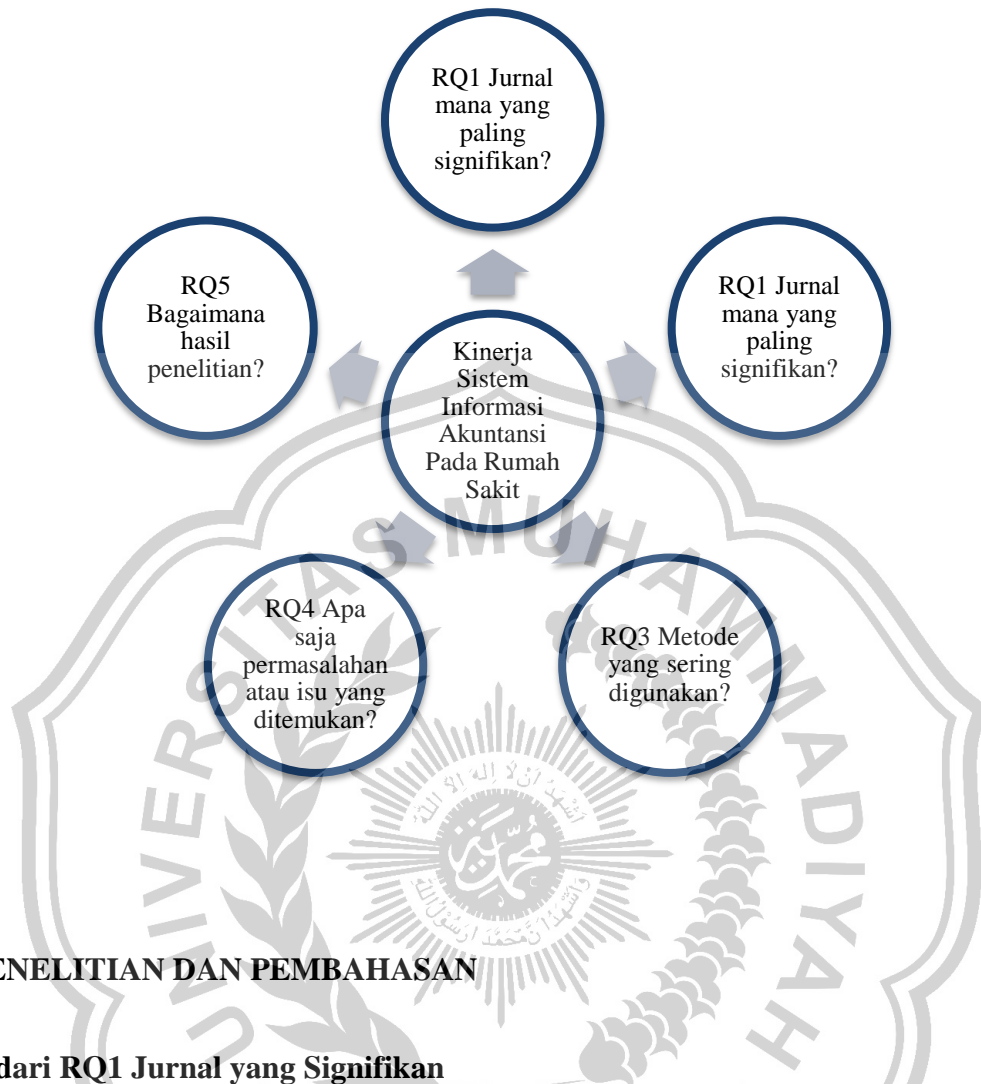 RQ1 Jurnal
mana yang
paling
signifikan?
RQ5
Bagaimana
hasil
penelitian?
RQ1 Jurnal
mana yang
paling
signifikan?
Kinerja
Sistem
Informasi
Akuntansi
Pada Rumah
Sakit
RQ4 Apa
saja
permasalahan
atau isu yang
ditemukan?
RQ3 Metode
yang sering
digunakan?
UNIVERSITAS MUHAMMADIYAH
ENELITIAN DAN PEMBAHASAN
dari RQ1 Jurnal yang Signifikan